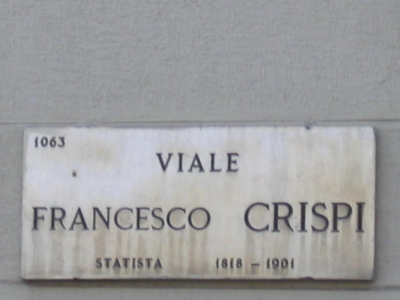 1063
VIALE
FRANCESCO CRISPI
STATISTA 1818 – 1901